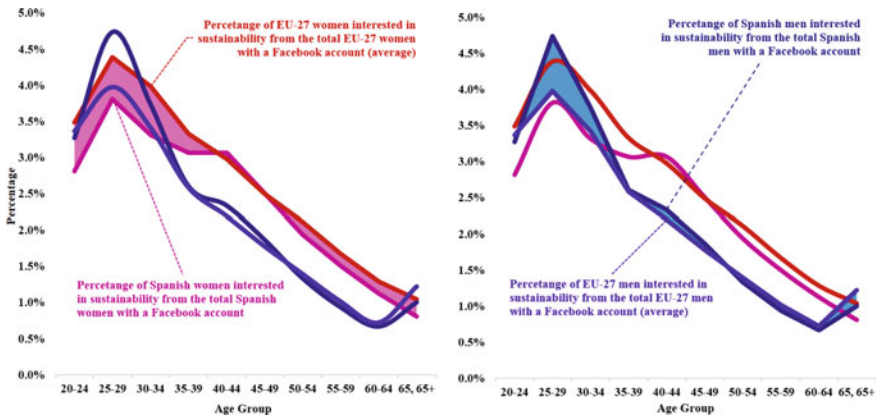 5.0%
4.5%
4.0%
3.5%
3.0%
2.5%
2.0%
1.5%
1.0%
0.5%
0.0%
Percentage
Percetange of EU-27 women interested in
sustainability from the total EU-27 women
with a Facebook account (average)
Percetange of Spanish women interested
in sustainability from the total Spanish
women with a Facebook account
20-24 25-29 30-34 35-39 40-44 45-49 50-54 55-59 60-64 65, 65+
Age Group
5.0%
4.5%
4.0%
3.5%
3.0%
2.5%
2.0%
1.5%
1.0%
0.5%
0.0%
Percetange of Spanish men interested
in sustainability from the total Spanish
men with a Facebook account
Percetange of EU-27 men interested in
sustainability from the total EU-27 men
with a Facebook account (average)
20-24 25-29 30-34 35-39 40-44 45-49 50-54 55-59 60-64 65, 65+
Age Group